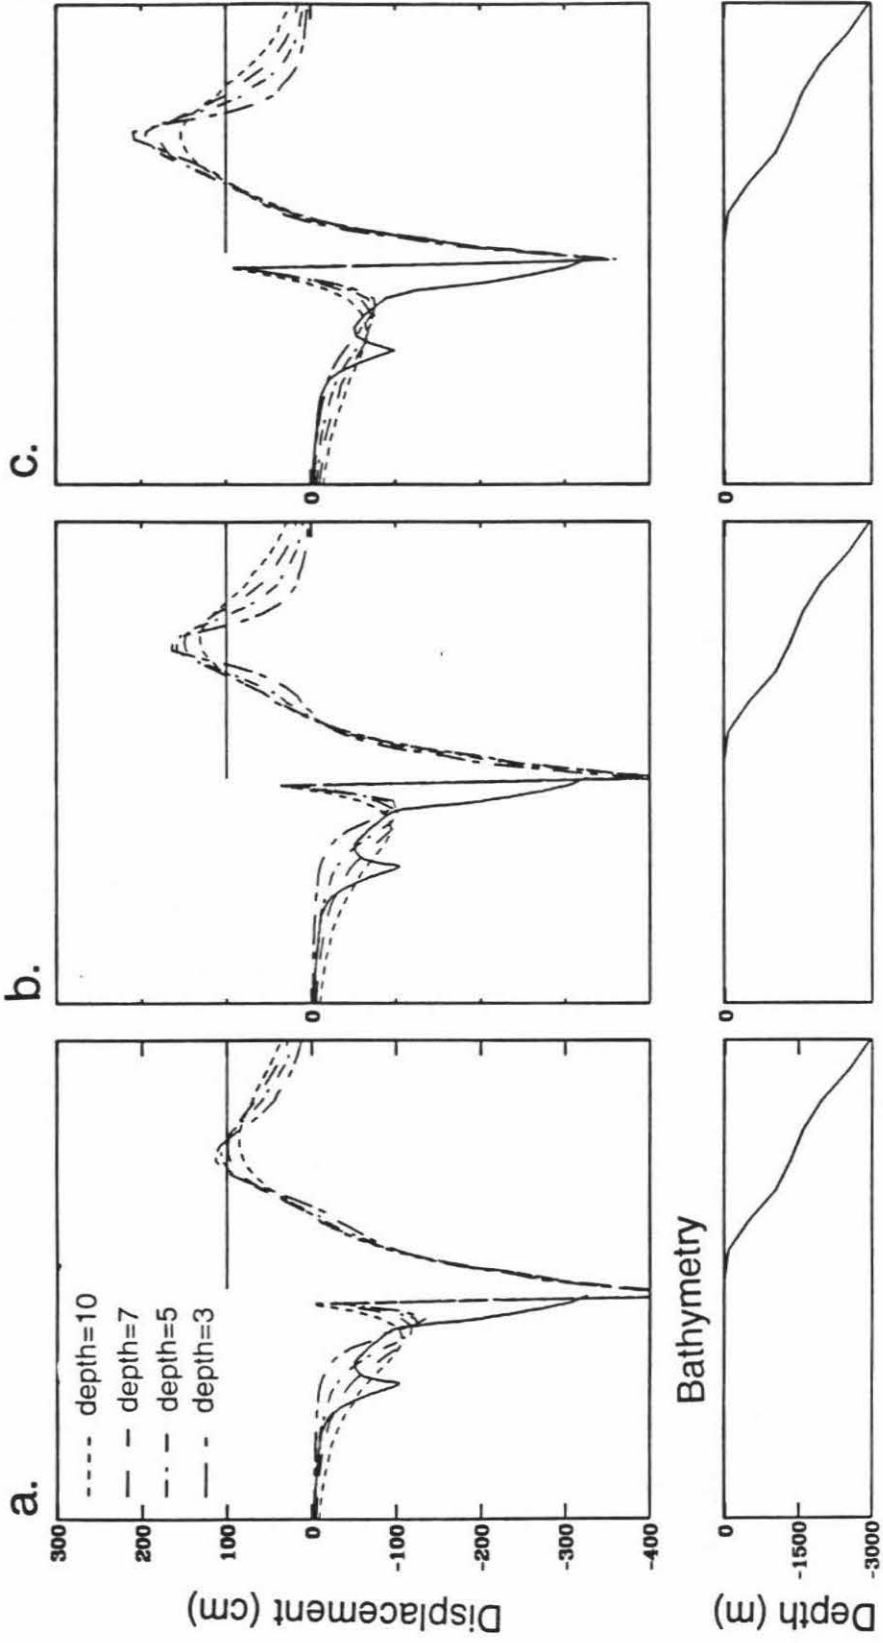 a.
b.
c.
300
200
100
0
-100
-200
-300
-400
Displacement (cm)
depth=10
depth=7
depth=5
depth=3
0
0
Bathymetry
0
-1500
-3000
Depth (m)
0
0